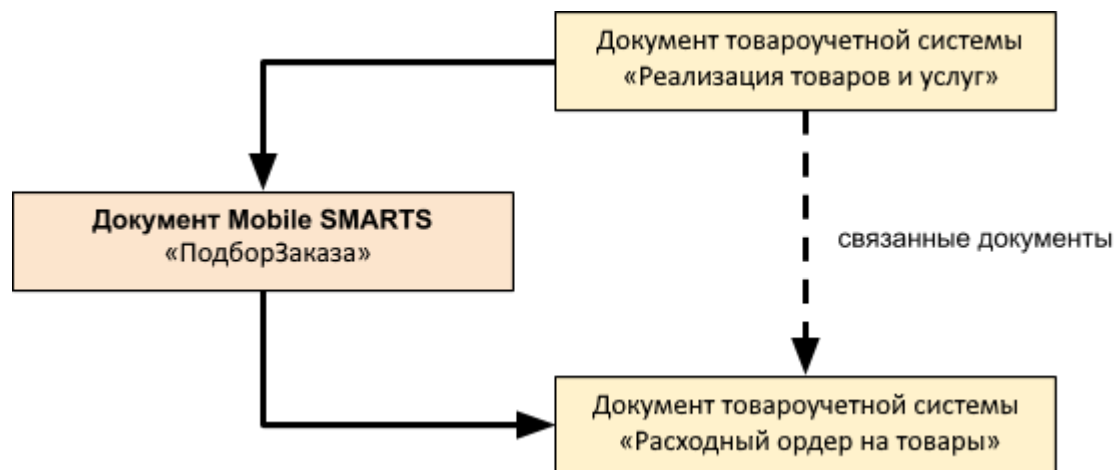 Документ товароучетной системы
«Реализация товаров и услуг»
Документ Mobile SMARTS
«ПодборЗаказа»
связанные документы
Документ товароучетной системы
«Расходный ордер на товары»